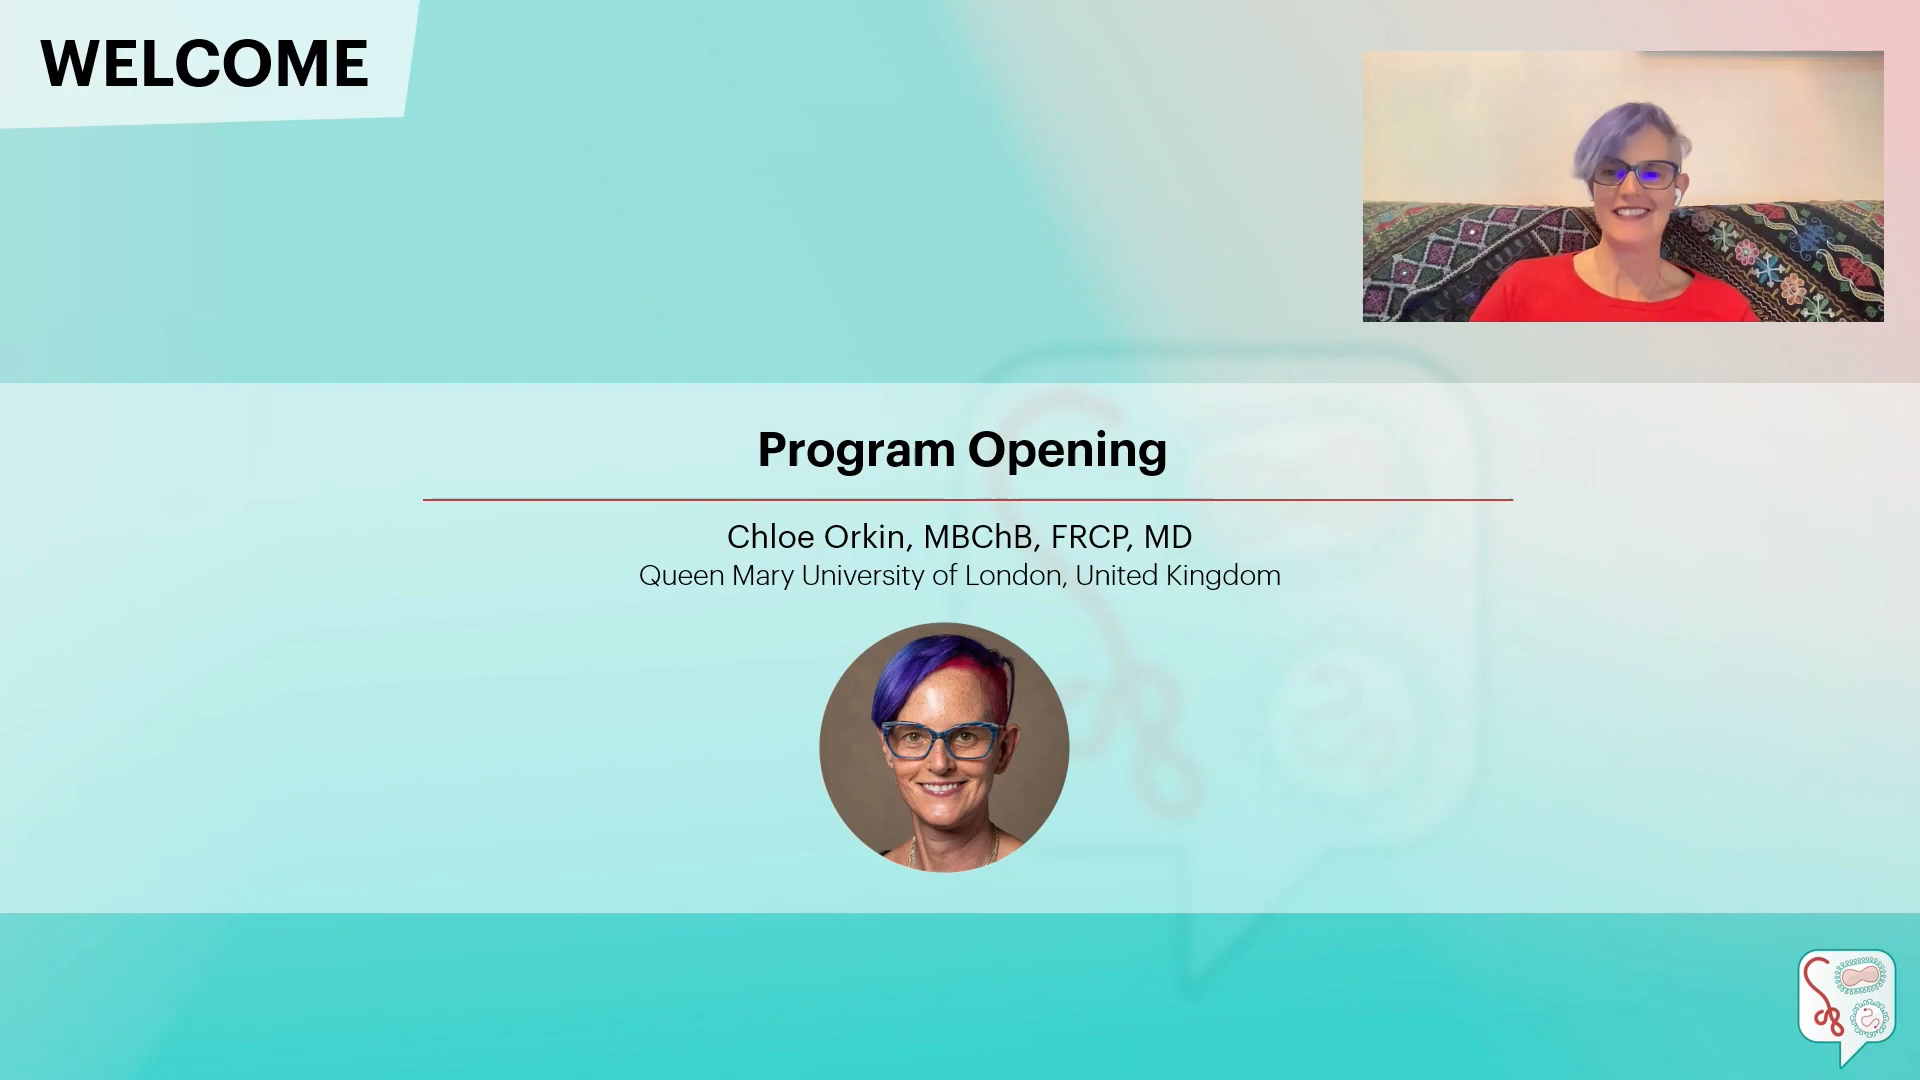 WELCOME
Program Opening
Chloe Orkin, MBChB, FRCP, MD
Queen Mary University of London, United Kingdom